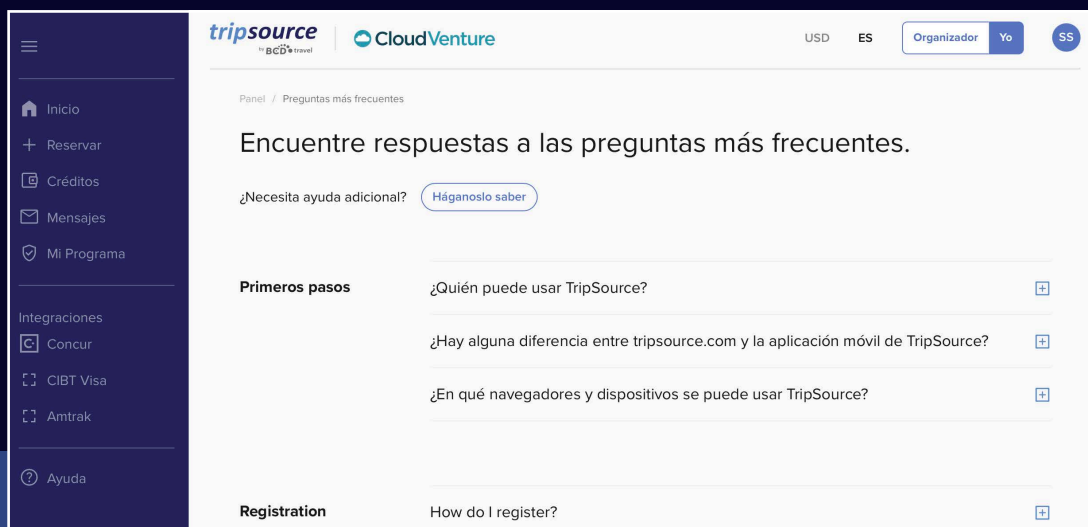 tripsource
by BCD travel
CloudVenture
USD
ES
Organizador
Yo
SS
Inicio
Reservar
Créditos
Mensajes
Mi Programa
Integraciones
Concur
CIBT Visa
Amtrak
Ayuda
Panel / Preguntas más frecuentes
Encuentre respuestas a las preguntas más frecuentes.
¿Necesita ayuda adicional?
Háganoslo saber
Primeros pasos
¿Quién puede usar TripSource?
¿Hay alguna diferencia entre tripsource.com y la aplicación móvil de TripSource?
¿En qué navegadores y dispositivos se puede usar TripSource?
Registration
How do I register?